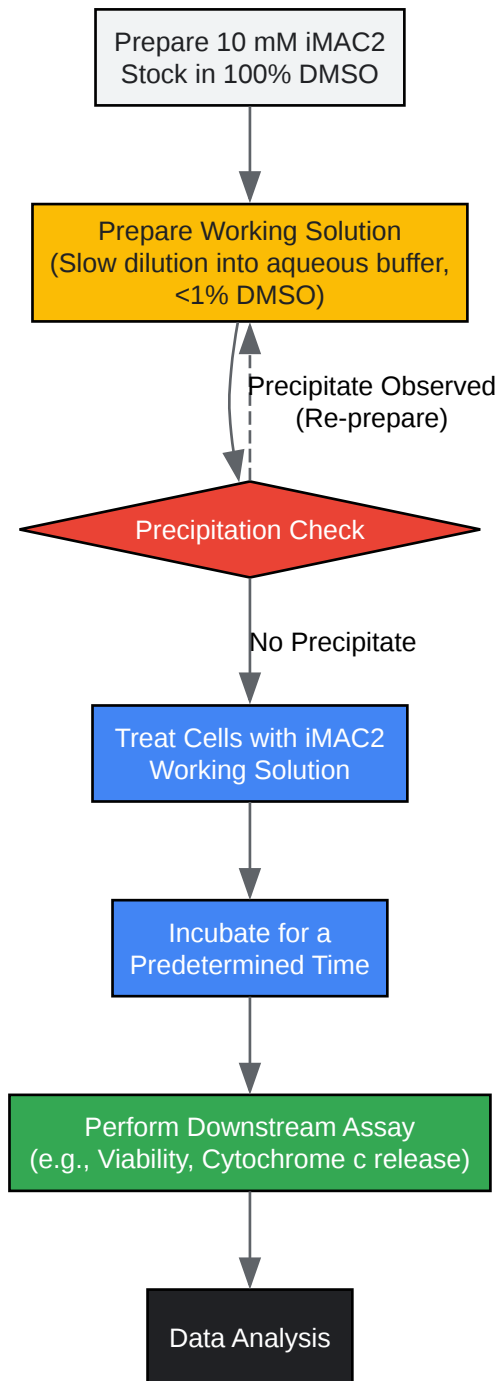 Prepare 10 mM iMAC2
Stock in 100% DMSO
Prepare Working Solution
(Slow dilution into aqueous buffer,
<1% DMSO)
Precipitate Observed
(Re-prepare)
Precipitation Check
No Precipitate
Treat Cells with iMAC2
Working Solution
Incubate for a
Predetermined Time
Perform Downstream Assay
(e.g., Viability, Cytochrome c release)
Data Analysis